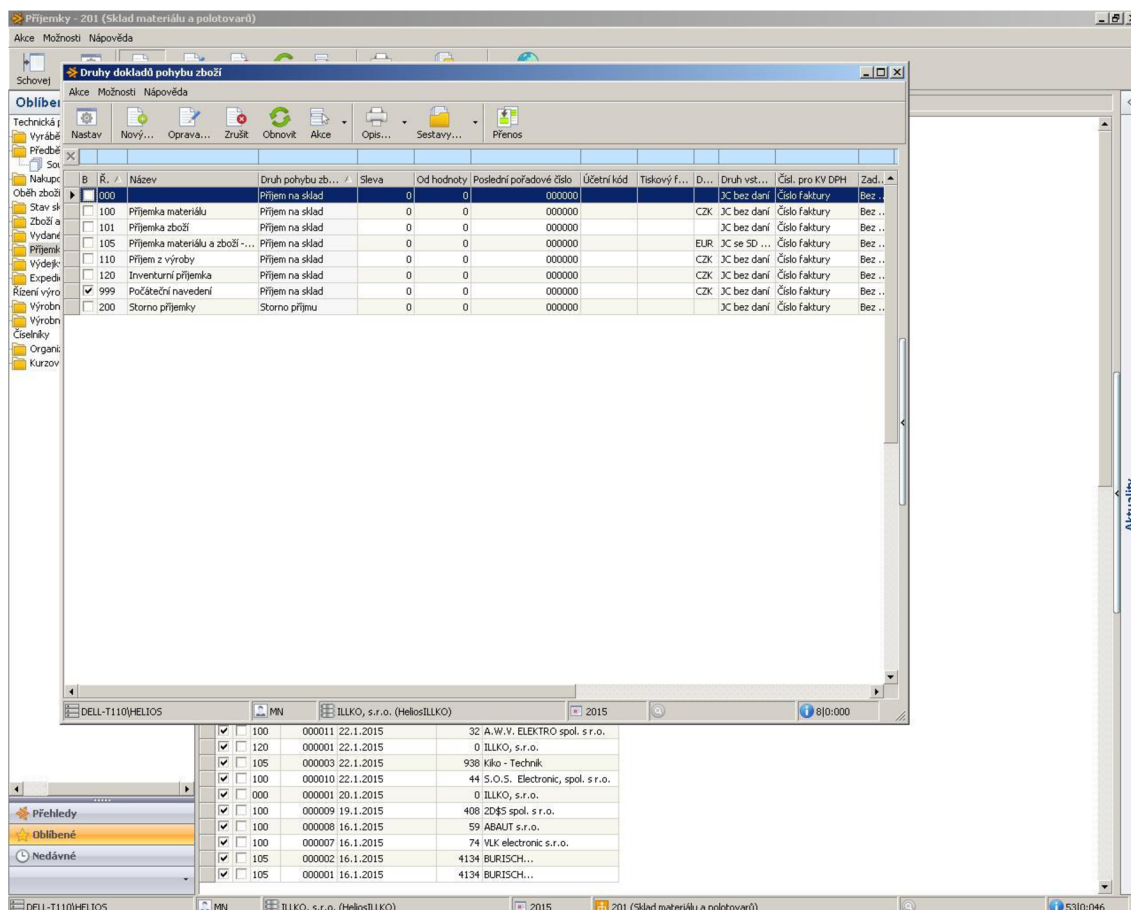 Příjemky - 201 (Sklad materiálu a polotovarů)
Akce Možnosti Nápověda
Schovej
Druhy dokladů pohybu zboží
Akce Možnosti Nápověda
Nastav Nový... Oprava... Zrušit Obnovit Akce Opis... Sestavy... Přenos
B Ř. Název Druh pohybu zb... Sleva Od hodnoty Poslední pořadové číslo Účetní kód Tiskový f... D... Druh vst... Čísl. pro KV DPH Zad..
000 Příjem na sklad 0 0 000000 JC bez daní Číslo faktury Bez ..
100 Příjemka materiálu Příjem na sklad 0 0 000000 CZK JC bez daní Číslo faktury Bez ..
101 Příjemka zboží Příjem na sklad 0 0 000000 JC bez daní Číslo faktury Bez ..
105 Příjemka materiálu a zboží -... Příjem na sklad 0 0 000000 EUR JC se SD ... Číslo faktury Bez ..
110 Příjem z výroby Příjem na sklad 0 0 000000 CZK JC bez daní Číslo faktury Bez ..
120 Inventurní příjemka Příjem na sklad 0 0 000000 CZK JC bez daní Číslo faktury Bez ..
999 Počáteční navedení Příjem na sklad 0 0 000000 CZK JC bez daní Číslo faktury Bez ..
200 Storno příjemky Storno příjmu 0 0 000000 JC bez daní Číslo faktury Bez ..
DELL-T110\HELIOS MN ILLKO, s.r.o. (HeliosILLKO) 2015 8|0:000
Oblíbe
Technická
Vyrábě
Předbě
Sou
Nakupo
Oběh zboží
Stav sk
Zboží a
Vydané
Příjemk
Výdejk
Expedi
Řízení výro
Výrobn
Výrobn
Číselníky
Organi
Kurzov
Aktuality
100 000011 22.1.2015 32 A.W.V. ELEKTRO spol. s r.o.
120 000001 22.1.2015 0 ILLKO, s.r.o.
105 000003 22.1.2015 938 Kiko - Technik
100 000010 22.1.2015 44 S.O.S. Electronic, spol. s r.o.
000 000001 20.1.2015 0 ILLKO, s.r.o.
100 000009 19.1.2015 408 2D$S spol. s r.o.
100 000008 16.1.2015 59 ABAUT s.r.o.
100 000007 16.1.2015 74 VLK electronic s.r.o.
105 000002 16.1.2015 4134 BURISCH...
105 000001 16.1.2015 4134 BURISCH...
Přehledy
Oblíbené
Nedávné
DELL-T110\HELIOS MN ILLKO, s.r.o. (HeliosILLKO) 2015 201 (Sklad materiálu a polotovarů) 53|0:046